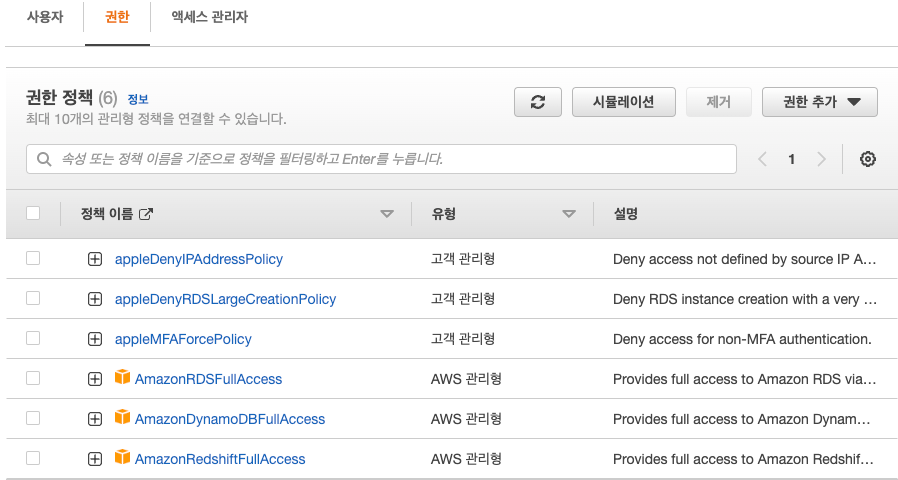 사용자 권한 액세스 관리자
권한 정책 (6) 정보
최대 10개의 관리형 정책을 연결할 수 있습니다.
시뮬레이션 제거 권한 추가
속성 또는 정책 이름을 기준으로 정책을 필터링하고 Enter를 누릅니다.
1
정책 이름 유형 설명
appleDenyIPAddressPolicy 고객 관리형 Deny access not defined by source IP A...
appleDenyRDSLargeCreationPolicy 고객 관리형 Deny RDS instance creation with a very ...
appleMFAForcePolicy 고객 관리형 Deny access for non-MFA authentication.
AmazonRDSFullAccess AWS 관리형 Provides full access to Amazon RDS via...
AmazonDynamoDBFullAccess AWS 관리형 Provides full access to Amazon Dynam...
AmazonRedshiftFullAccess AWS 관리형 Provides full access to Amazon Redshif...